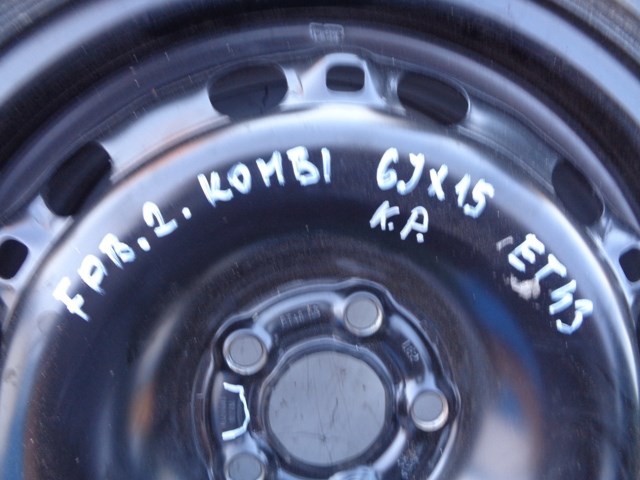 FAB. 2. KOMBI 6JX15 ET43
K.P.